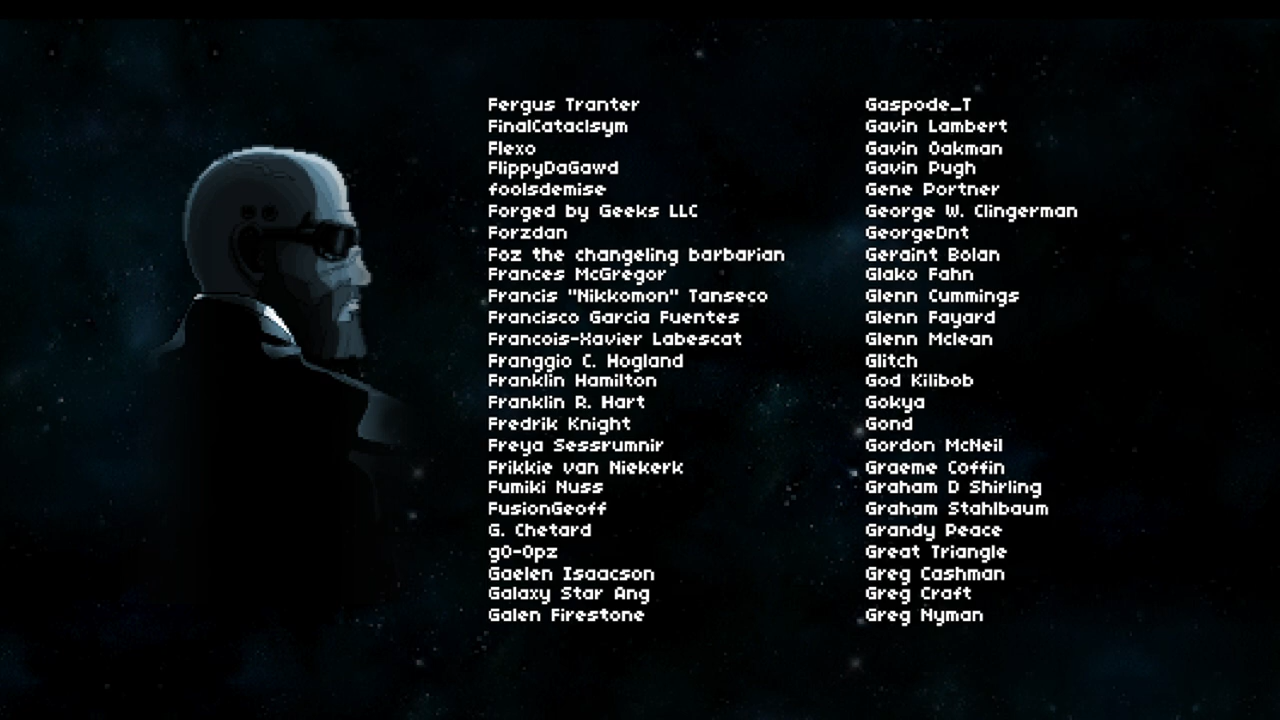 Fergus Tranter
FinalCataclsym
Flexo
FlippyDaGawd
foolsdemise
Forged by Geeks LLC
Forzdan
Foz the changeling barbarian
Frances McGregor
Francis "Nikkomon" Tanseco
Francisco Garcia Fuentes
Francois-Xavier Labescat
Franggio C. Hogland
Franklin Hamilton
Franklin R. Hart
Fredrik Knight
Freya Sessrumnir
Frikkie van Niekerk
Fumiki Nuss
FusionGeoff
G. Chetard
g0-0pz
Gaelen Isaacson
Galaxy Star Ang
Galen Firestone
Gaspode_T
Gavin Lambert
Gavin Oakman
Gavin Pugh
Gene Portner
George W. Clingerman
GeorgeDnt
Geraint Bolan
Glako Fahn
Glenn Cummings
Glenn Fayard
Glenn Mclean
Glitch
God Kilibob
Gokya
Gond
Gordon McNeil
Graeme Coffin
Graham D Shirling
Graham Stahlbaum
Grandy Peace
Great Triangle
Greg Cashman
Greg Craft
Greg Nyman